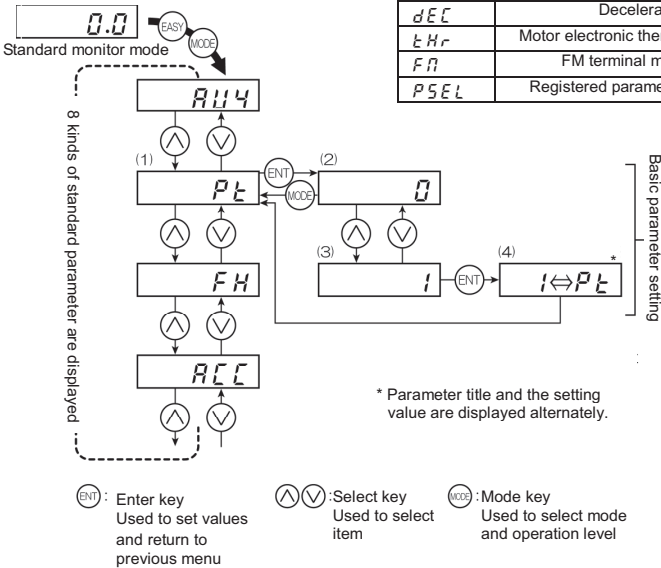 0.0
EASY
MODE
Standard monitor mode
dEC Decelera
tHr Motor electronic the
FM FM terminal m
PSEL Registered parame
8 kinds of standard parameter are displayed
AU4
(1)
Pt
ENT
MODE
(2)
0
(3)
1
ENT
(4)
1⇔Pt
*
FH
ACC
Basic parameter setting
* Parameter title and the setting
value are displayed alternately.
ENT : Enter key
Used to set values
and return to
previous menu
:Select key
Used to select
item
MODE :Mode key
Used to select mode
and operation level